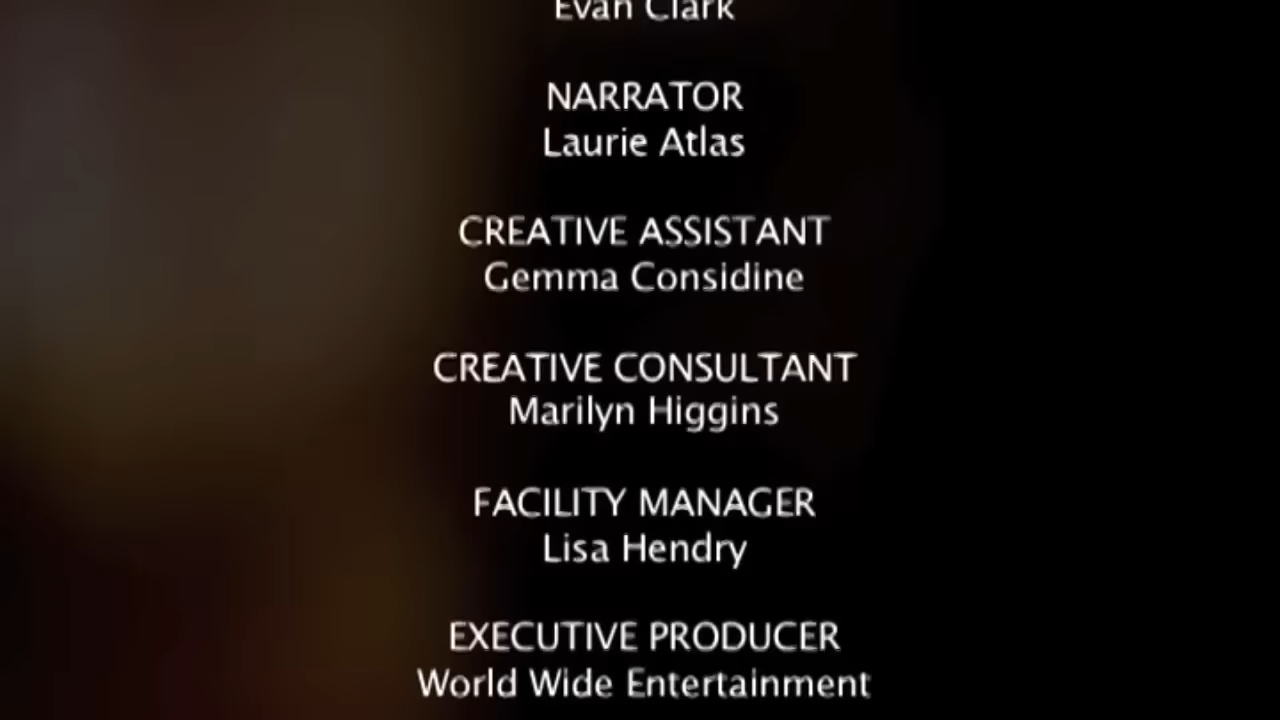 Evan Clark
NARRATOR
Laurie Atlas
CREATIVE ASSISTANT
Gemma Considine
CREATIVE CONSULTANT
Marilyn Higgins
FACILITY MANAGER
Lisa Hendry
EXECUTIVE PRODUCER
World Wide Entertainment